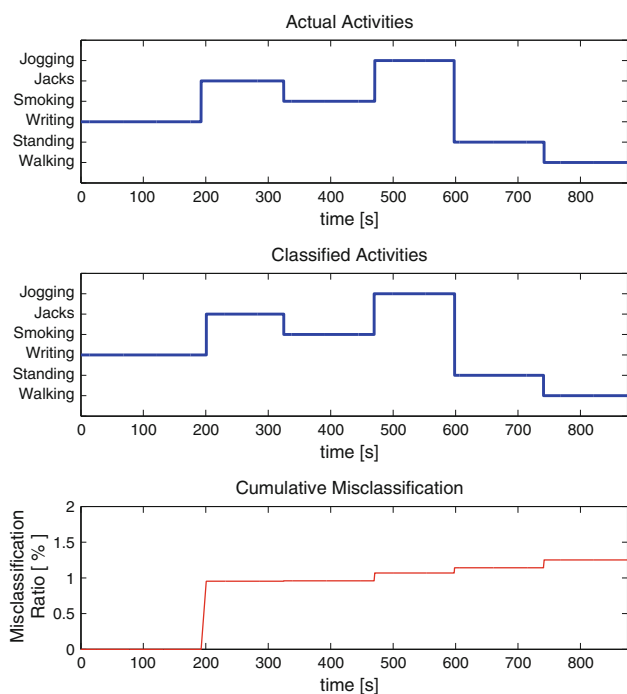 Actual Activities
Jogging
Jacks
Smoking
Writing
Standing
Walking
0 100 200 300 400 500 600 700 800
time [s]
Classified Activities
Jogging
Jacks
Smoking
Writing
Standing
Walking
0 100 200 300 400 500 600 700 800
time [s]
Cumulative Misclassification
Misclassification
Ratio [ % ]
2
1.5
1
0.5
0
0 100 200 300 400 500 600 700 800
time [s]